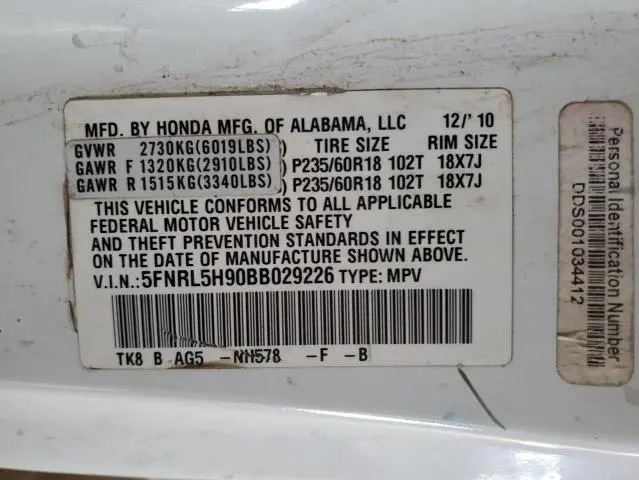 MFD. BY HONDA MFG. OF ALABAMA, LLC 12/'10
TIRE SIZE RIM SIZE
GVWR 2730KG(6019LBS)
GAWR F 1320KG(2910LBS) ) P235/60R18 102T 18X7J
GAWR R 1515KG(3340LBS) ) P235/60R18 102T 18X7J
THIS VEHICLE CONFORMS TO ALL APPLICABLE
FEDERAL MOTOR VEHICLE SAFETY
AND THEFT PREVENTION STANDARDS IN EFFECT
ON THE DATE OF MANUFACTURE SHOWN ABOVE.
V.I.N.:5FNRL5H90BB029226 TYPE: MPV
TK8 B AG5 -NH578 -F -B
Personal Identification Number
DDS001034412